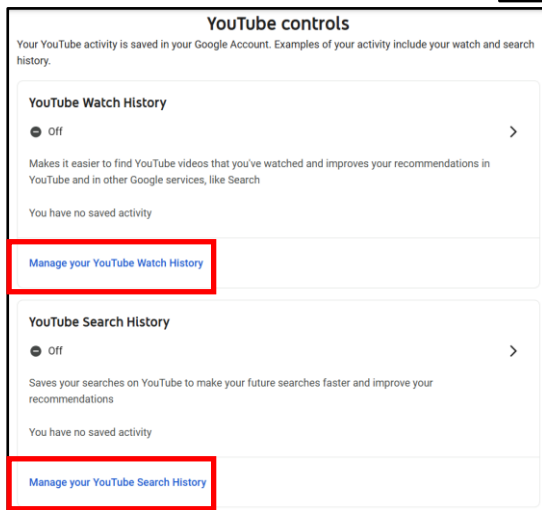 YouTube controls
Your YouTube activity is saved in your Google Account. Examples of your activity include your watch and search
history.
YouTube Watch History
Off
Makes it easier to find YouTube videos that you've watched and improves your recommendations in
YouTube and in other Google services, like Search
You have no saved activity
Manage your YouTube Watch History
YouTube Search History
Off
Saves your searches on YouTube to make your future searches faster and improve your
recommendations
You have no saved activity
Manage your YouTube Search History